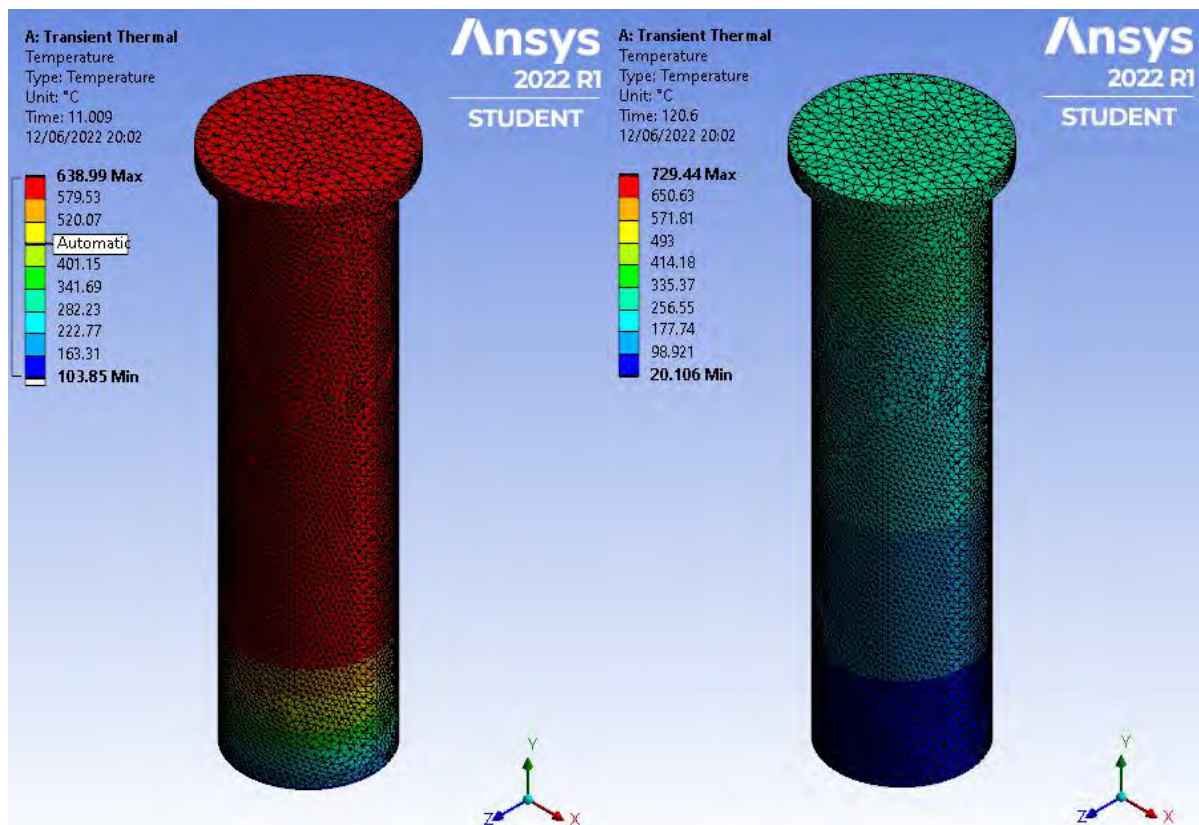 A: Transient Thermal
Temperature
Type: Temperature
Unit: °C
Time: 11.009
12/06/2022 20:02
638.99 Max
579.53
520.07
Automatic
401.15
341.69
282.23
222.77
163.31
103.85 Min
Ansys
2022 R1
STUDENT
Y
Z
X
A: Transient Thermal
Temperature
Type: Temperature
Unit: °C
Time: 120.6
12/06/2022 20:02
729.44 Max
650.63
571.81
493
414.18
335.37
256.55
177.74
98.921
20.106 Min
Ansys
2022 R1
STUDENT
Y
Z
X